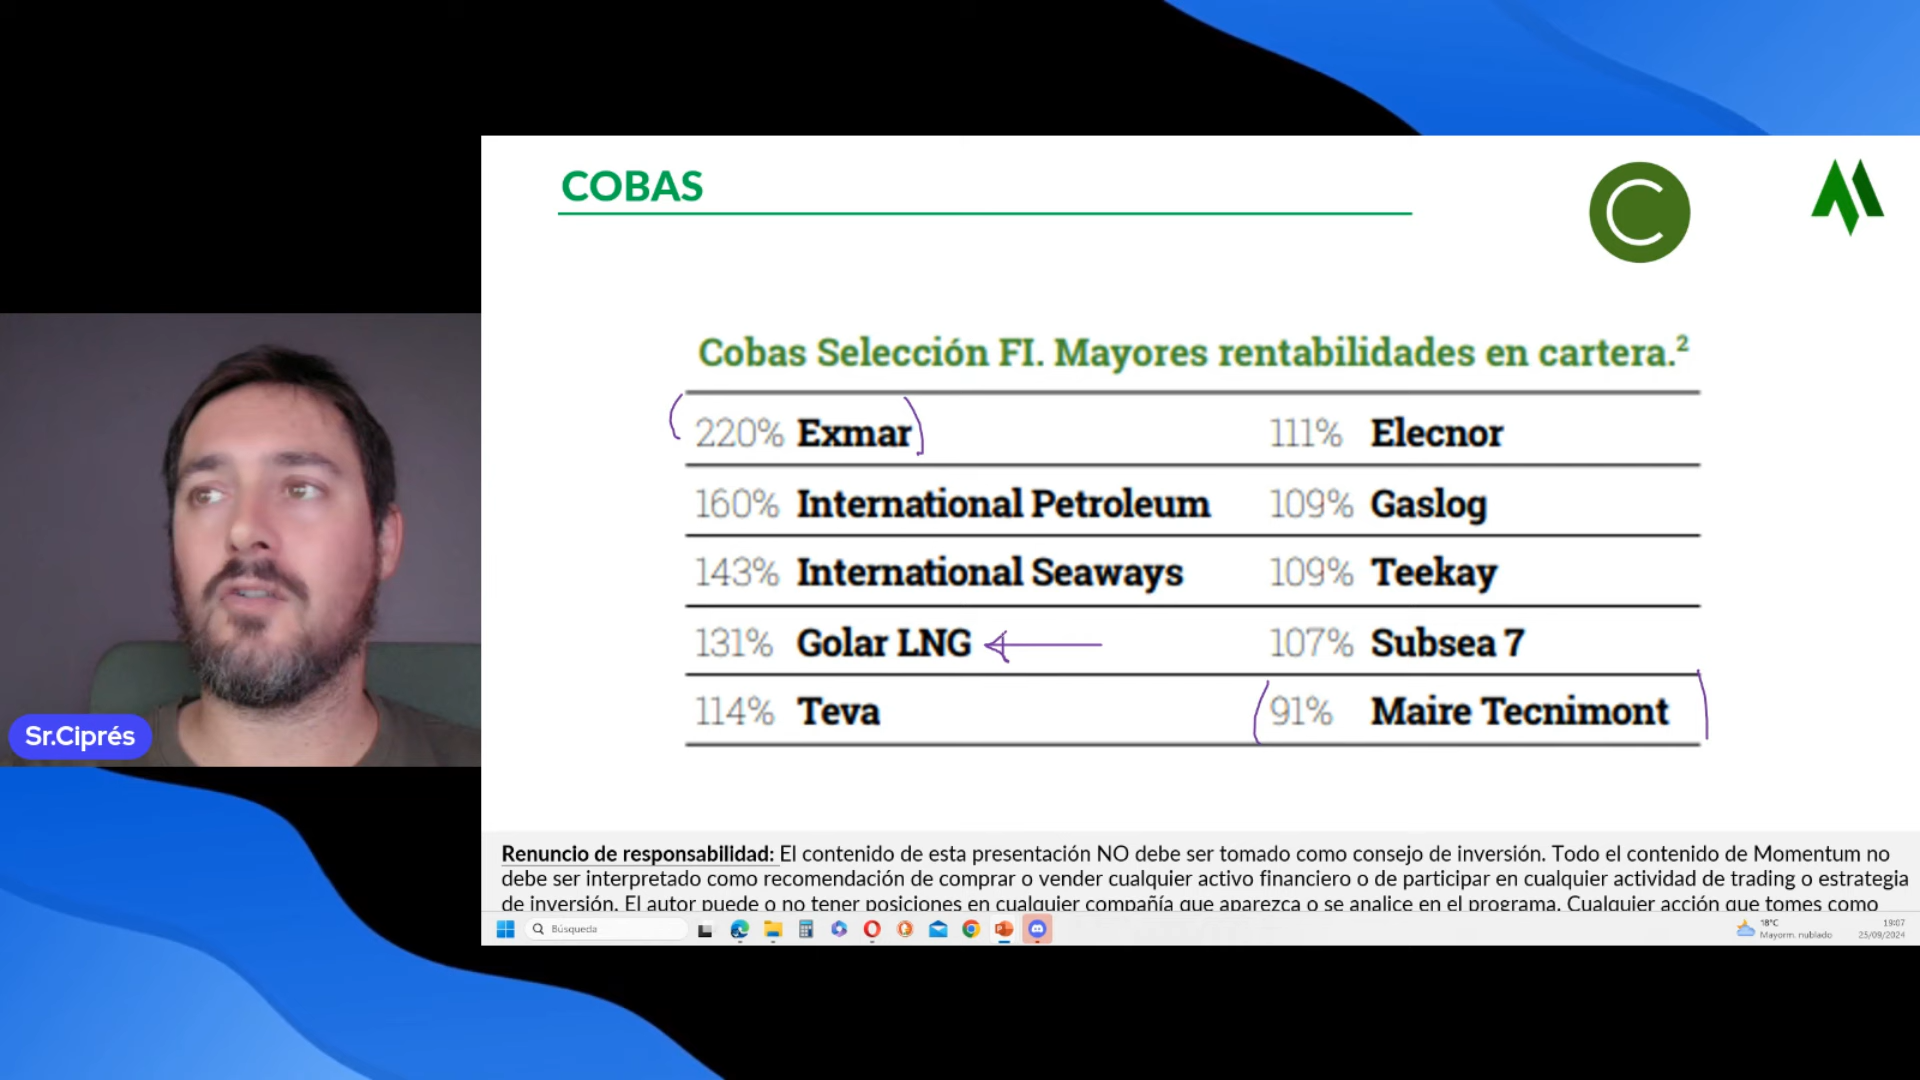 COBAS
Cobas Selección FI. Mayores rentabilidades en cartera.²
220% Exmar 111% Elecnor
160% International Petroleum 109% Gaslog
143% International Seaways 109% Teekay
131% Golar LNG 107% Subsea 7
114% Teva 91% Maire Tecnimont
Sr.Ciprés
Renuncio de responsabilidad: El contenido de esta presentación NO debe ser tomado como consejo de inversión. Todo el contenido de Momentum no
debe ser interpretado como recomendación de comprar o vender cualquier activo financiero o de participar en cualquier actividad de trading o estrategia
de inversión. El autor puede o no tener posiciones en cualquier compañía que aparezca o se analice en el programa. Cualquier acción que tomes como
Búsqueda
18°C
Mayorm. nublado
19:07
25/09/2024